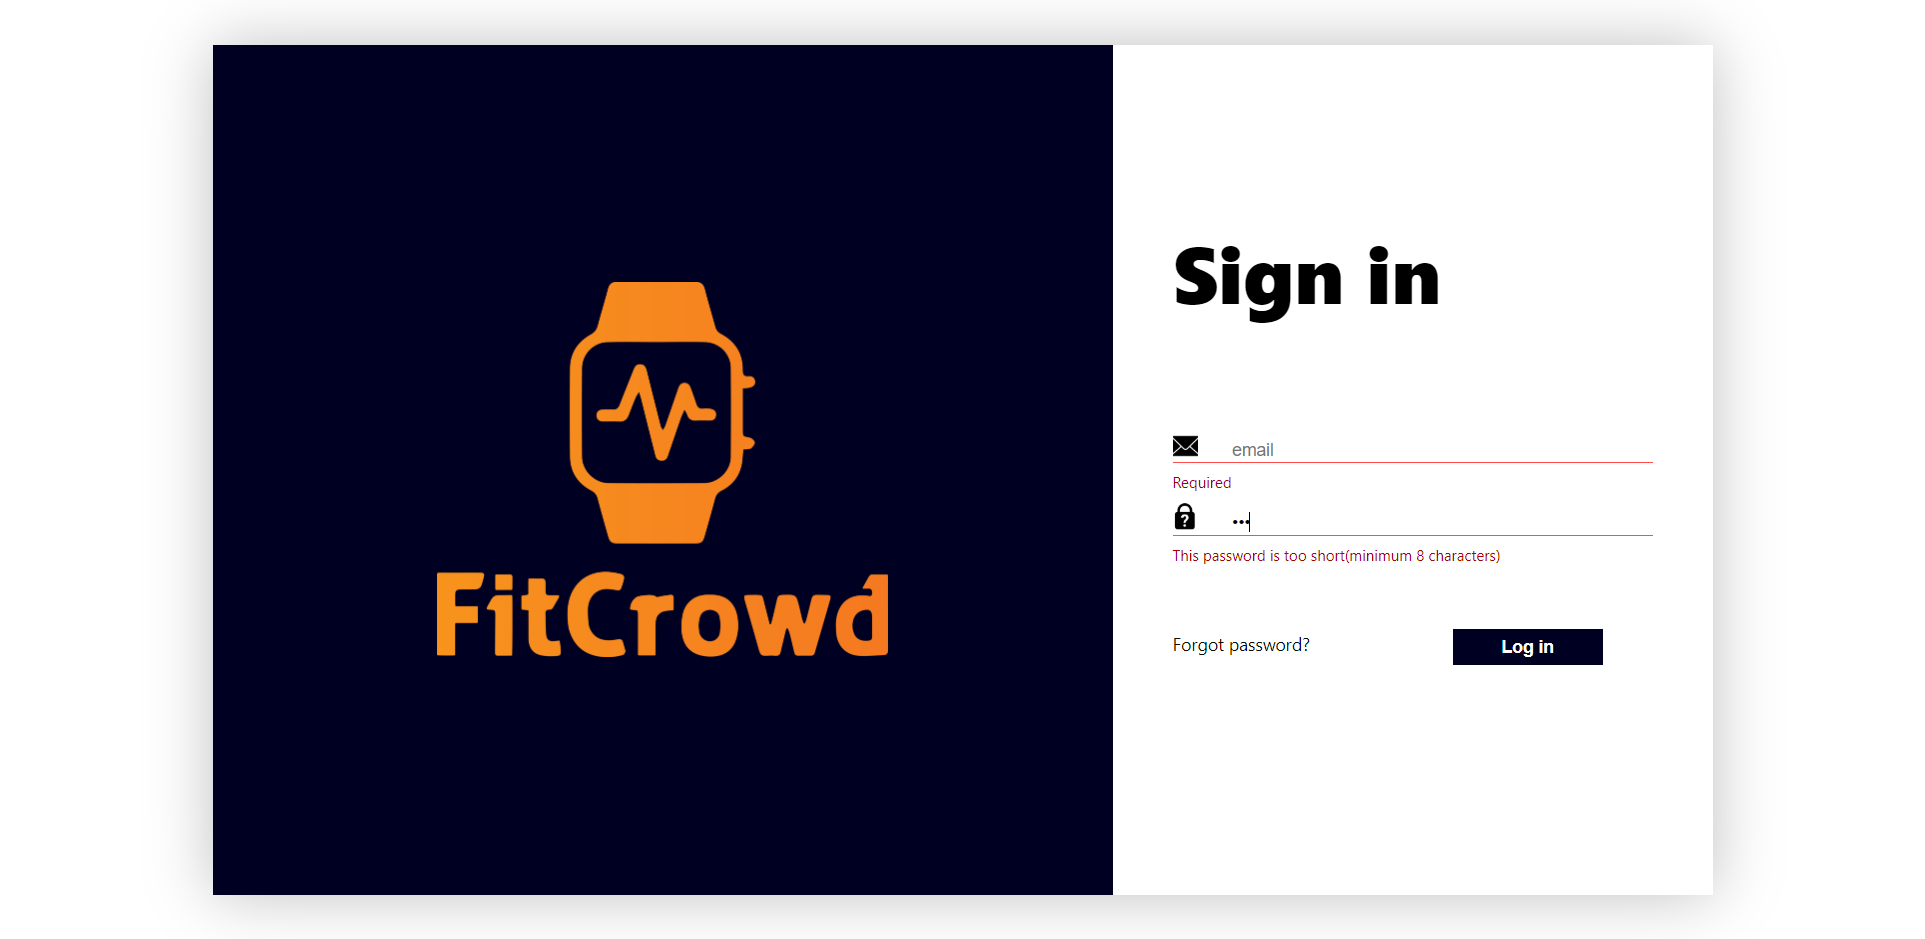 FitCrowd
Sign in
email
Required
•••
This password is too short(minimum 8 characters)
Forgot password?
Log in